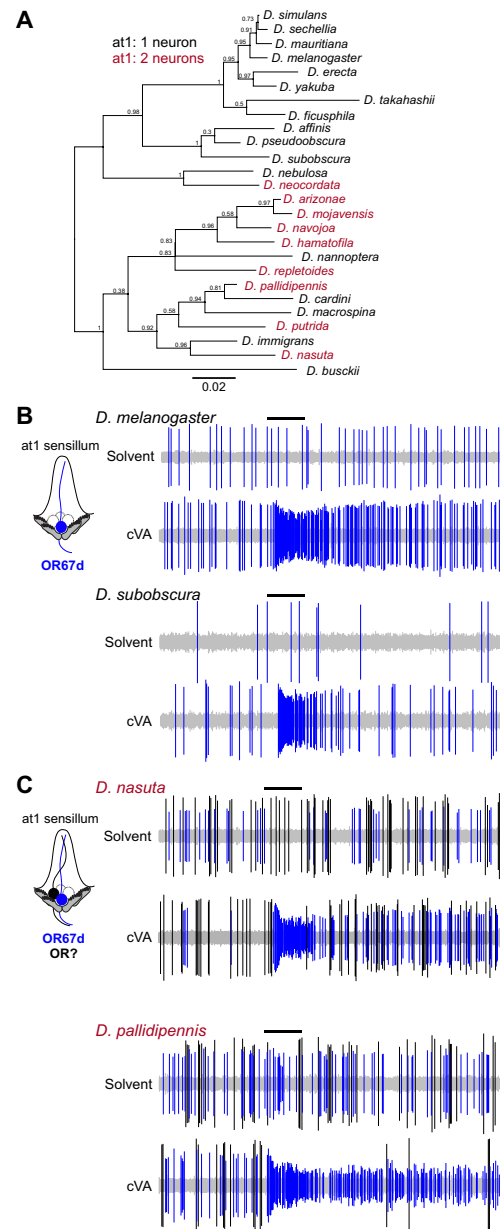 A
at1: 1 neuron
at1: 2 neurons
0.73
D. simulans
0.91
D. sechellia
0.95
D. mauritiana
0.95
D. melanogaster
D. erecta
0.97
D. yakuba
1
D. takahashii
0.5
D. ficusphila
0.98
D. affinis
0.3
D. pseudoobscura
1
D. subobscura
D. nebulosa
1
D. neocordata
D. arizonae
0.97
D. mojavensis
0.58
D. navojoa
0.96
D. hamatofila
0.83
D. nannoptera
0.83
D. repletoides
0.38
D. pallidipennis
0.81
D. cardini
0.94
D. macrospina
0.58
D. putrida
0.92
D. immigrans
0.96
D. nasuta
1
D. busckii
0.02
B
D. melanogaster
at1 sensillum
Solvent
cVA
OR67d
D. subobscura
Solvent
cVA
C
D. nasuta
at1 sensillum
Solvent
cVA
OR67d
OR?
D. pallidipennis
Solvent
cVA